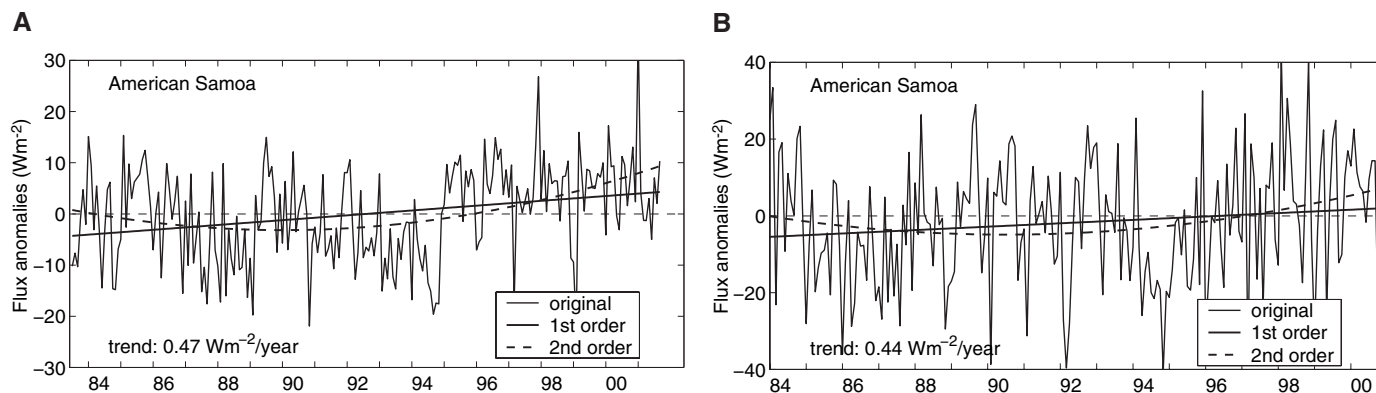 A
American Samoa
Flux anomalies (Wm-2)
30
20
10
0
−10
−20
−30
original
1st order
2nd order
trend: 0.47 Wm−2/year
84 86 88 90 92 94 96 98 00
B
American Samoa
Flux anomalies (Wm-2)
40
20
0
−20
−40
original
1st order
2nd order
trend: 0.44 Wm−2/year
84 86 88 90 92 94 96 98 00